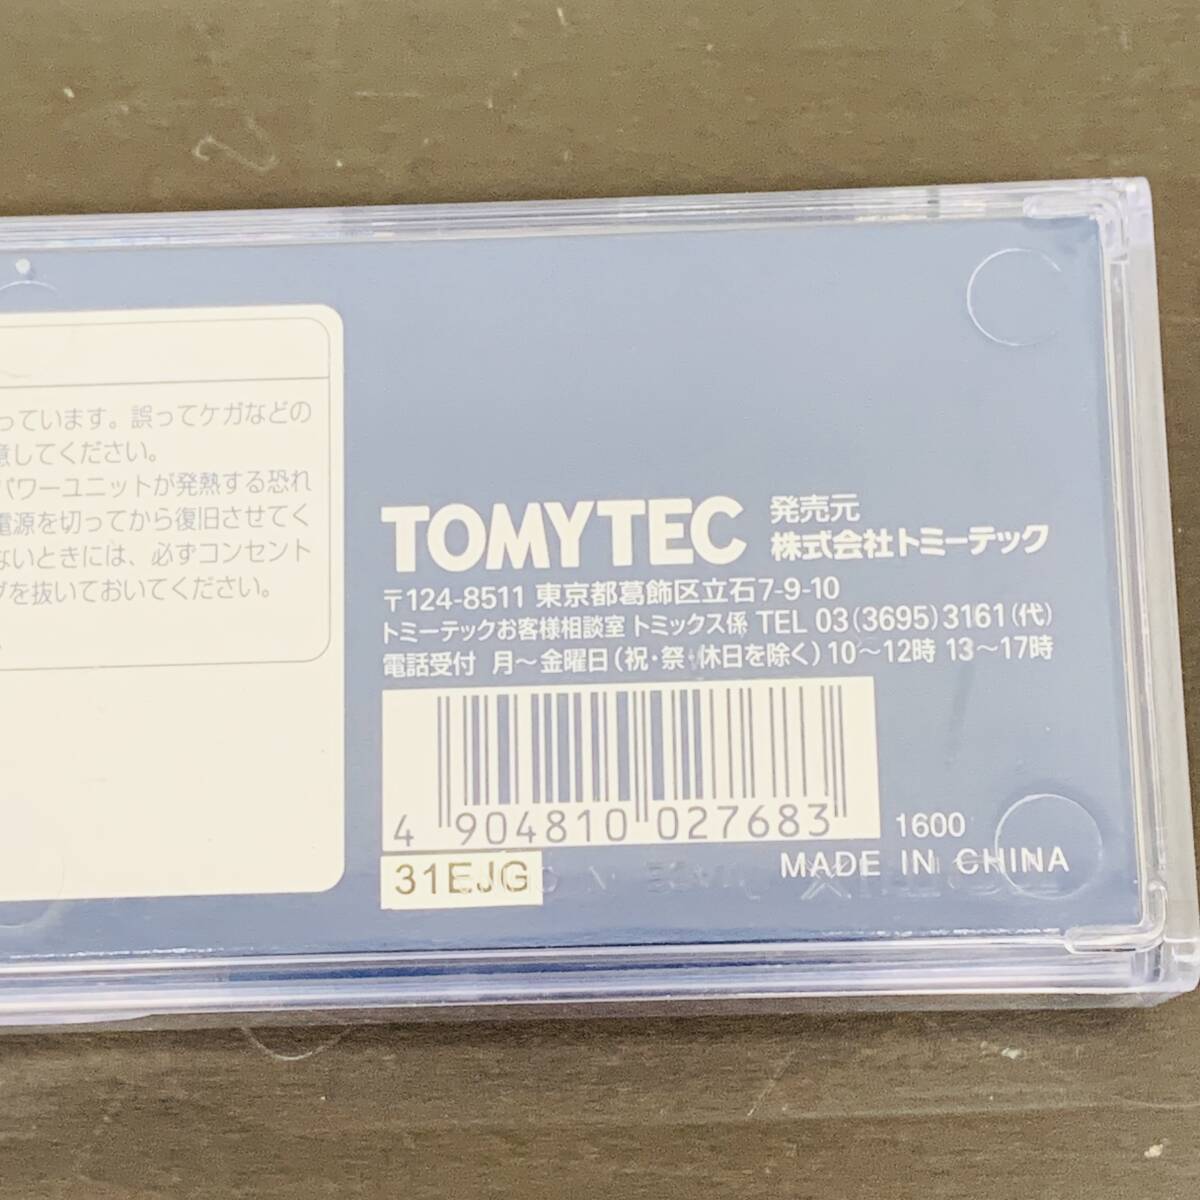 っています。誤ってケガなどの
意してください。
パワーユニットが発熱する恐れ
電源を切ってから復旧させてく
ないときには、必ずコンセント
グを抜いておいてください。
TOMYTEC 発売元
株式会社トミーテック
〒124-8511 東京都葛飾区立石7-9-10
トミーテックお客様相談室 トミックス係 TEL 03(3695)3161(代)
電話受付 月〜金曜日(祝・祭・休日を除く)10〜12時 13〜17時
4 904810 027683
1600
31EJG
MADE IN CHINA